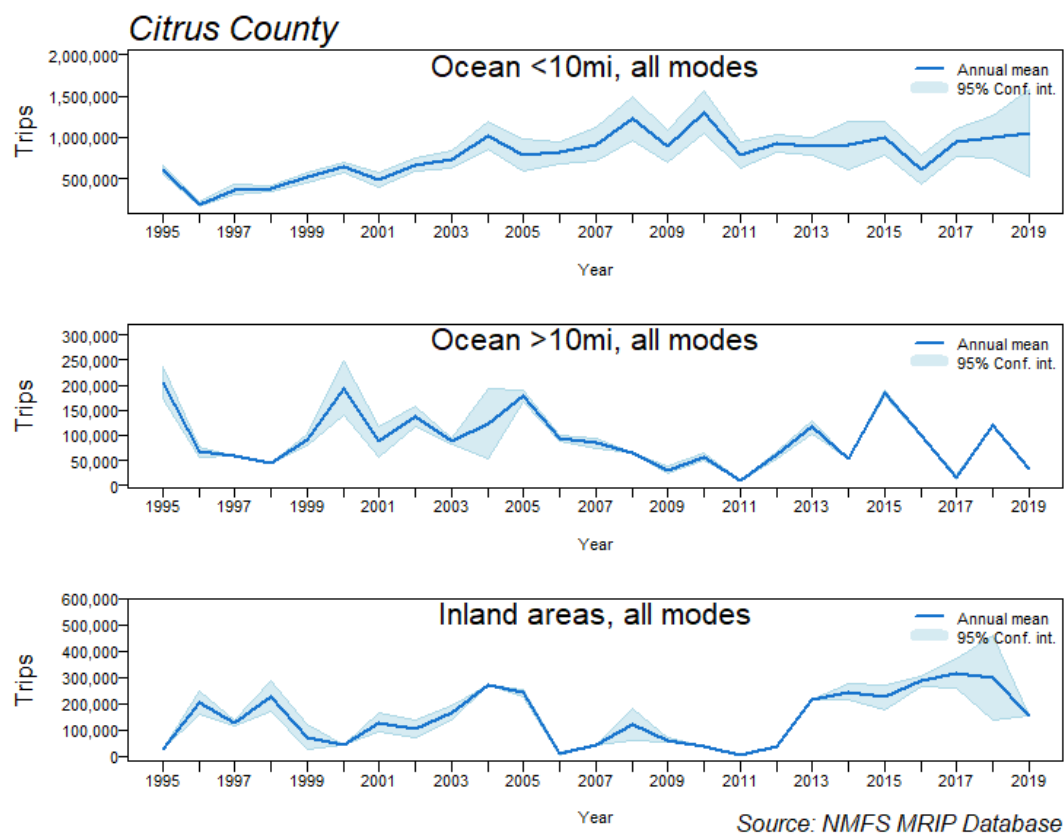 Citrus County
Ocean <10mi, all modes
Annual mean
95% Conf. int.
Trips
2,000,000
1,500,000
1,000,000
500,000
1995 1997 1999 2001 2003 2005 2007 2009 2011 2013 2015 2017 2019
Year
Ocean >10mi, all modes
Annual mean
95% Conf. int.
Trips
300,000
250,000
200,000
150,000
100,000
50,000
0
1995 1997 1999 2001 2003 2005 2007 2009 2011 2013 2015 2017 2019
Year
Inland areas, all modes
Annual mean
95% Conf. int.
Trips
600,000
500,000
400,000
300,000
200,000
100,000
0
1995 1997 1999 2001 2003 2005 2007 2009 2011 2013 2015 2017 2019
Year
Source: NMFS MRIP Database